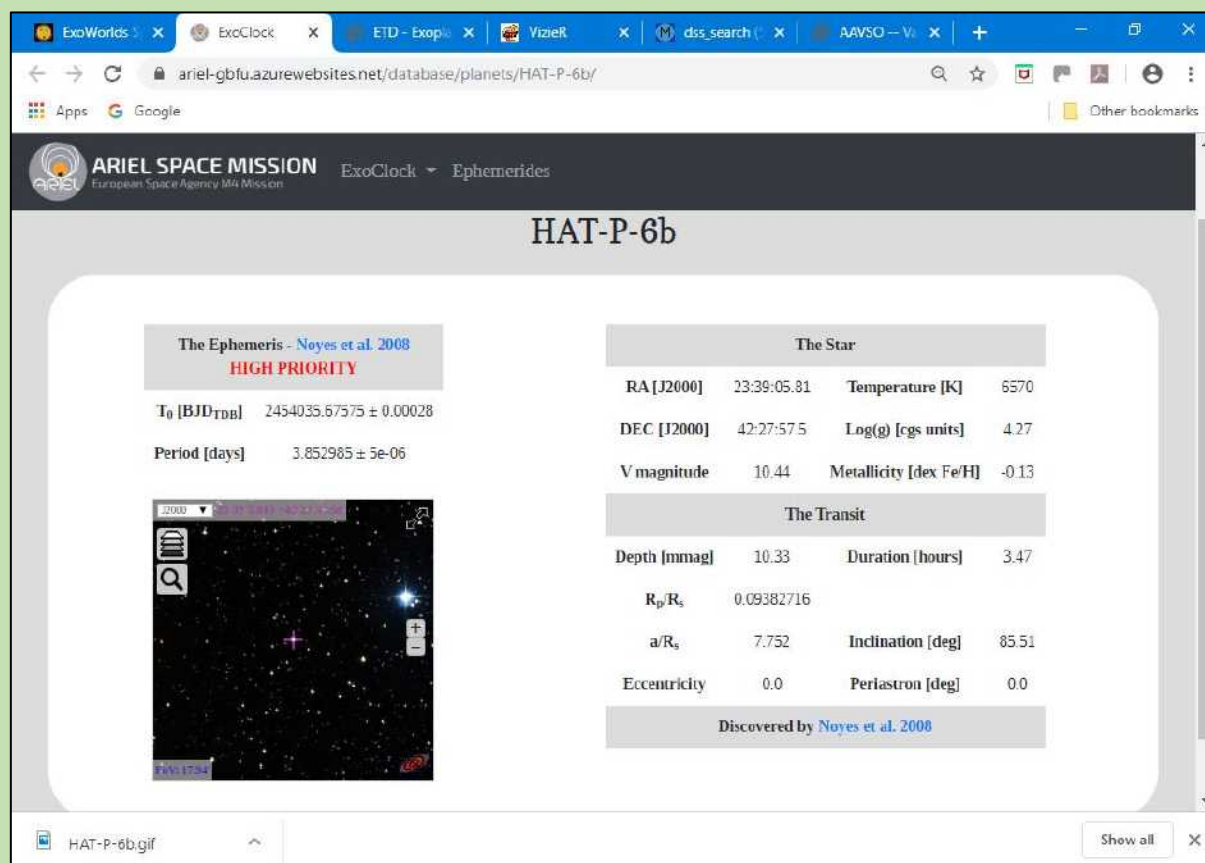 ExoWorlds
ExoClock
ETD - Exopla
VizieR
dss_search
AAVSO -- Va
ariel-gbfu.azurewebsites.net/database/planets/HAT-P-6b/
Apps Google
Other bookmarks
ARIEL SPACE MISSION
European Space Agency M4 Mission
ARIEL
ExoClock Ephemerides
HAT-P-6b
The Ephemeris - Noyes et al. 2008
HIGH PRIORITY
T0 [BJDTDB] 2454035.67575 ± 0.00028
Period [days] 3.852985 ± 5e-06
J2000
FoV: 17.94'
The Star
RA [J2000] 23:39:05.81 Temperature [K] 6570
DEC [J2000] 42:27:57.5 Log(g) [cgs units] 4.27
V magnitude 10.44 Metallicity [dex Fe/H] -0.13
The Transit
Depth [mmag] 10.33 Duration [hours] 3.47
Rp/Rs 0.09382716
a/Rs 7.752 Inclination [deg] 85.51
Eccentricity 0.0 Periastron [deg] 0.0
Discovered by Noyes et al. 2008
HAT-P-6b.gif
Show all